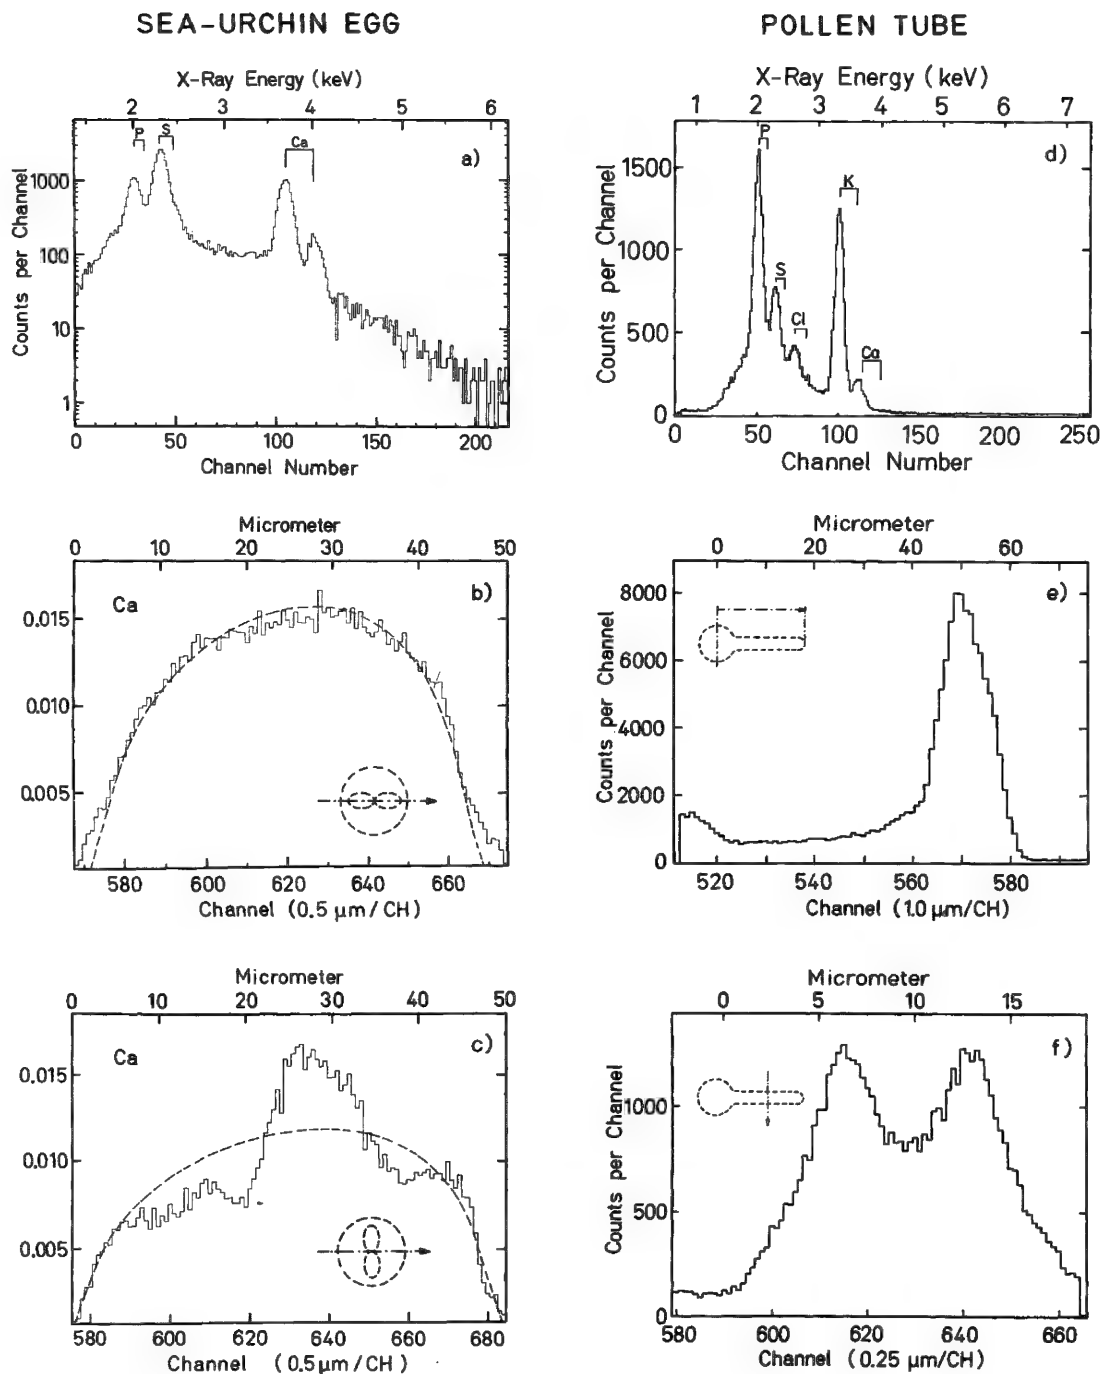 SEA-URCHIN EGG
X-Ray Energy (keV)
2 3 4 5 6
P S Ca
a)
Counts per Channel
1000
100
10
1
0 50 100 150 200
Channel Number
Micrometer
0 10 20 30 40 50
Ca
b)
0.015
0.010
0.005
580 600 620 640 660
Channel (0.5 μm/CH)
Micrometer
0 10 20 30 40 50
Ca
c)
0.015
0.010
0.005
580 600 620 640 660 680
Channel (0.5 μm/CH)
POLLEN TUBE
X-Ray Energy (keV)
1 2 3 4 5 6 7
P
S
Cl
K
Ca
d)
Counts per Channel
1500
1000
500
0
0 50 100 150 200 250
Channel Number
Micrometer
0 20 40 60
e)
Counts per Channel
8000
6000
4000
2000
0
520 540 560 580
Channel (1.0 μm/CH)
Micrometer
0 5 10 15
f)
Counts per Channel
1000
500
0
580 600 620 640 660
Channel (0.25 μm/CH)